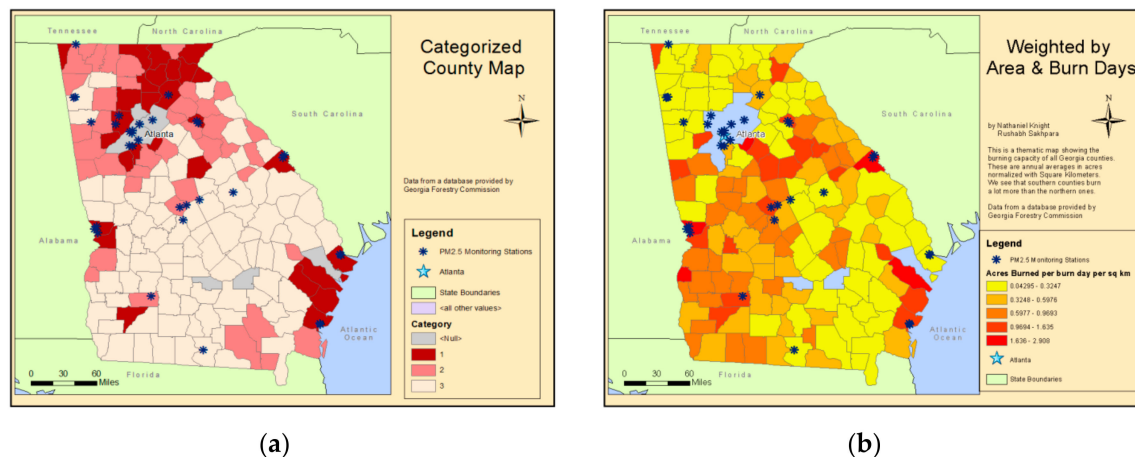 Tennessee
North Carolina
Categorized
County Map
N
South Carolina
Atlanta
Data from a database provided by
Georgia Forestry Commission
Alabama
Legend
PM2.5 Monitoring Stations
Atlanta
State Boundaries
<all other values>
Category
<Null>
1
2
3
Atlantic
Ocean
Florida
0 15 30 60
Miles
(a)
Tennessee
North Carolina
Weighted by
Area & Burn Days
N
South Carolina
by Nathaniel Knight
Rushabh Sakhpara
Atlanta
This is a thematic map showing the
burning capacity of all Georgia counties.
These are annual averages in acres
normalized with Square Kilometers.
We see that southern counties burn
a lot more than the northern ones.
Data from a database provided by
Georgia Forestry Commission
Alabama
Legend
PM2.5 Monitoring Stations
Acres Burned per burn day per sq km
0.04295 - 0.3247
0.3248 - 0.5976
0.5977 - 0.9693
0.9694 - 1.635
1.636 - 2.908
Atlanta
State Boundaries
Atlantic
Ocean
Florida
0 15 30 60
Miles
(b)